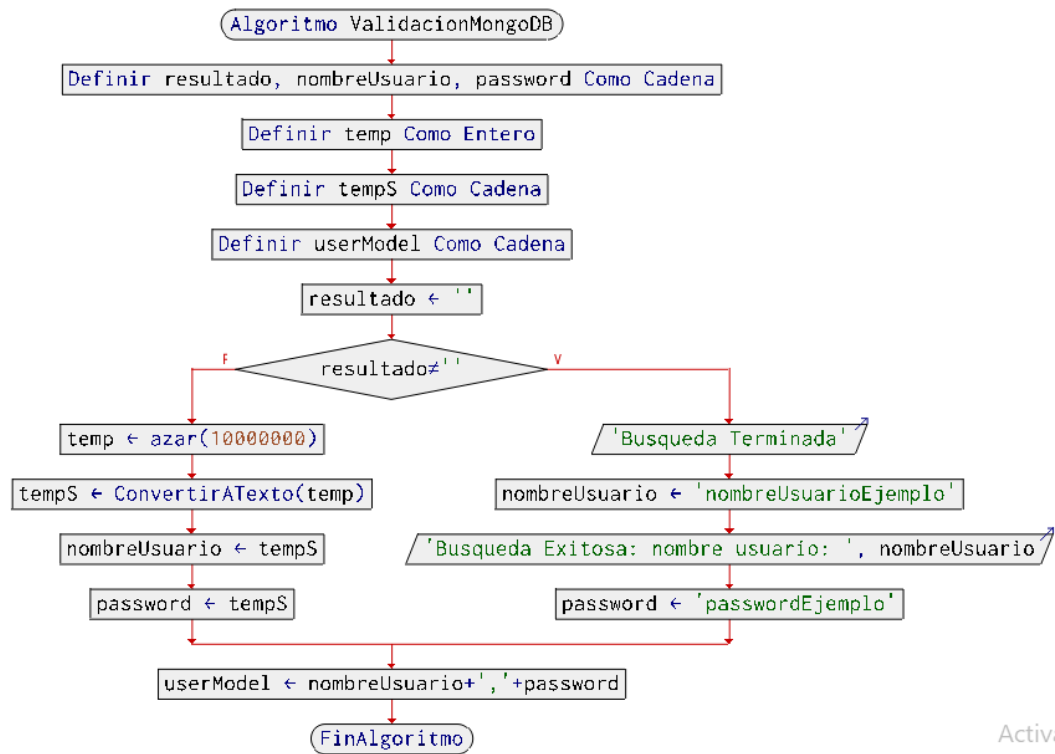 Algoritmo ValidacionMongoDB
Definir resultado, nombreUsuario, password Como Cadena
Definir temp Como Entero
Definir tempS Como Cadena
Definir userModel Como Cadena
resultado ← ''
resultado≠''
F
V
temp ← azar(10000000)
tempS ← ConvertirATexto(temp)
nombreUsuario ← tempS
password ← tempS
'Busqueda Terminada'
nombreUsuario ← 'nombreUsuarioEjemplo'
'Busqueda Exitosa: nombre usuario: ', nombreUsuario
password ← 'passwordEjemplo'
userModel ← nombreUsuario+','+password
FinAlgoritmo
Activa